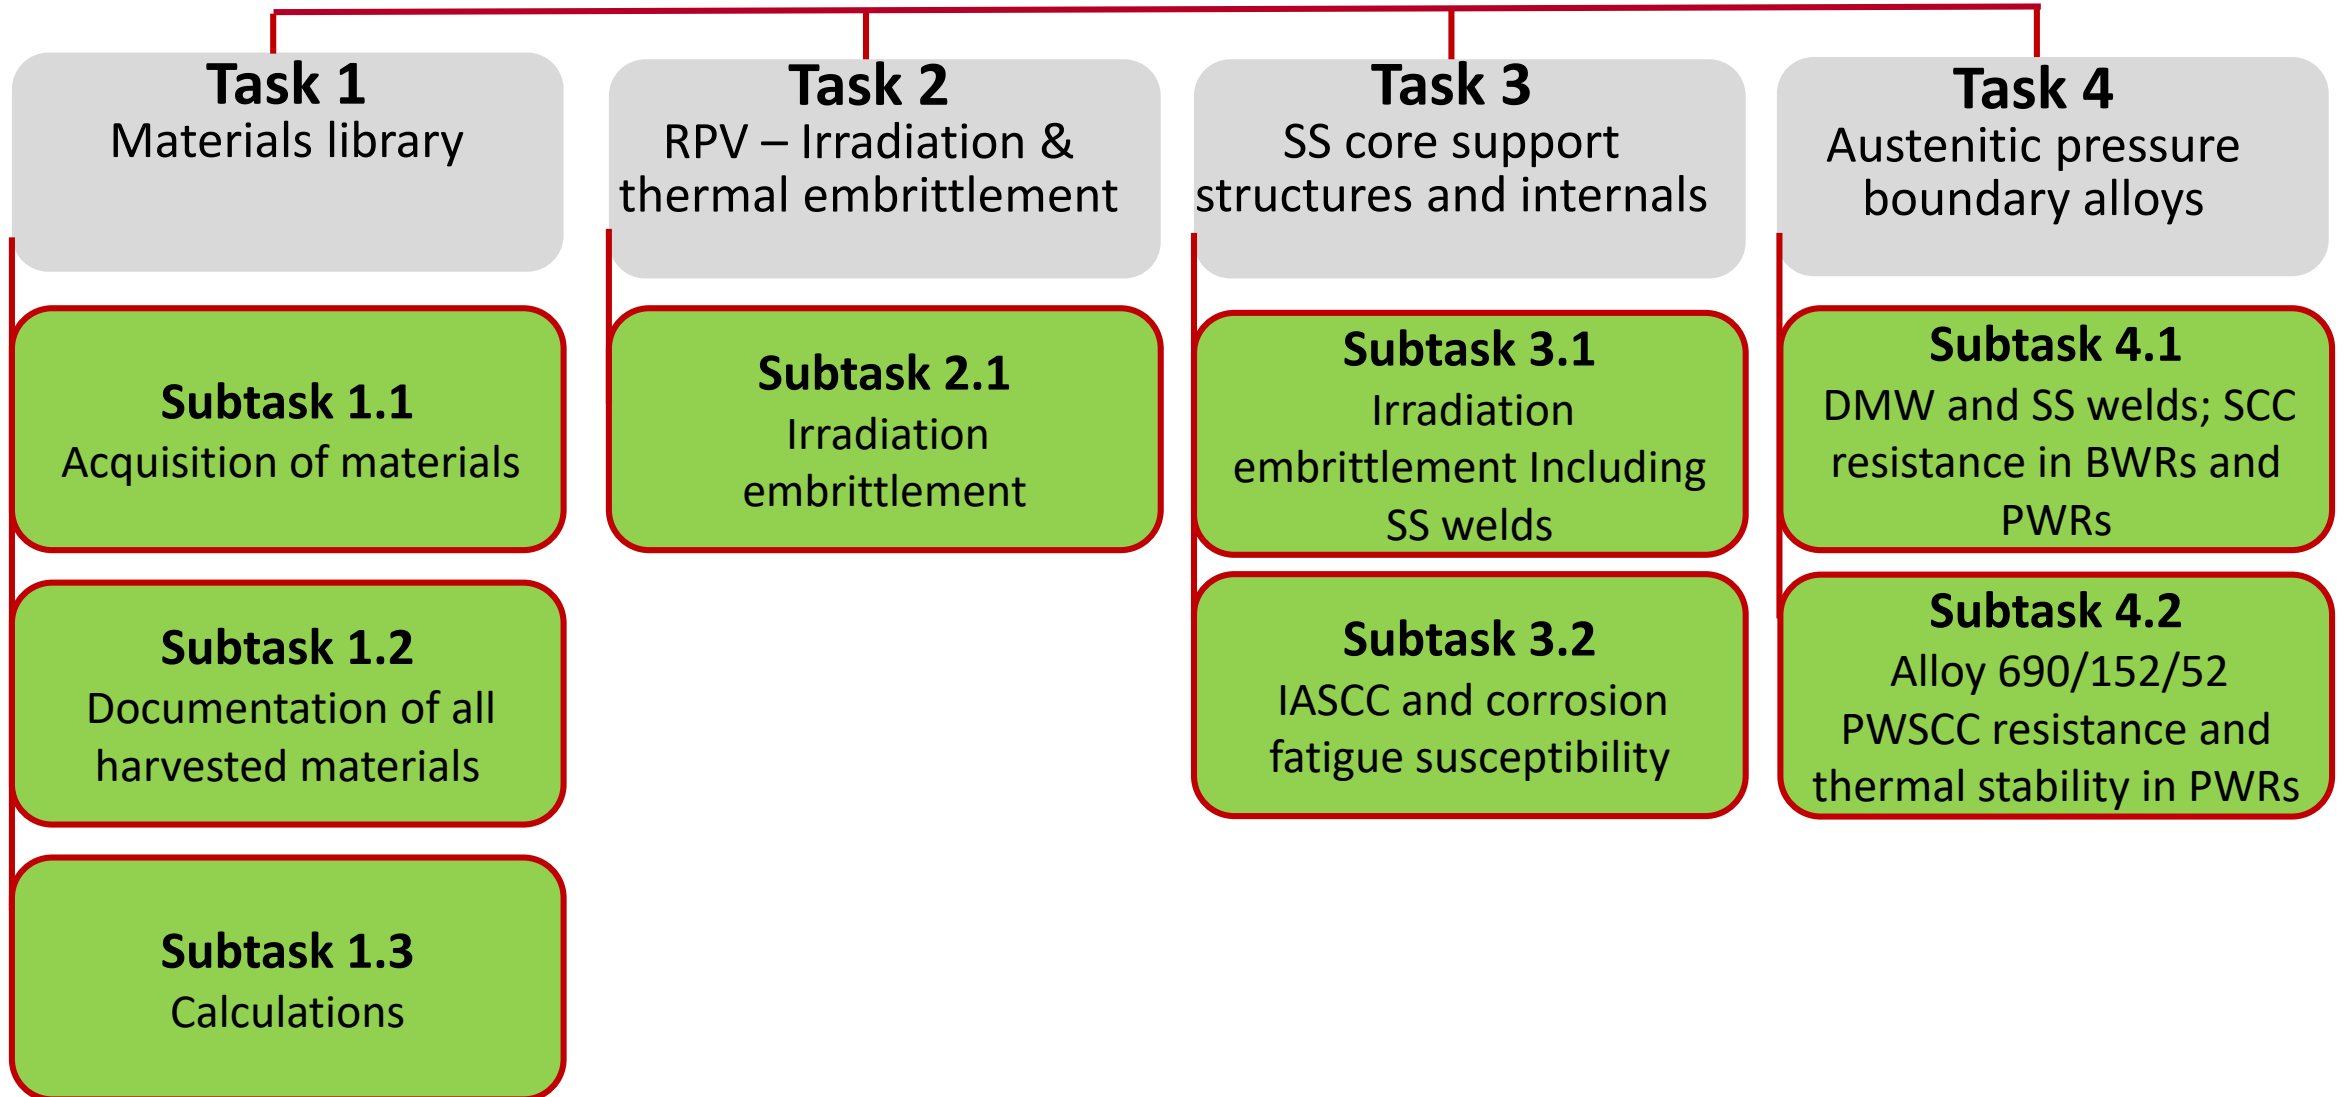 Task 1
Materials library
Subtask 1.1
Acquisition of materials
Subtask 1.2
Documentation of all
harvested materials
Subtask 1.3
Calculations
Task 2
RPV – Irradiation &
thermal embrittlement
Subtask 2.1
Irradiation
embrittlement
Task 3
SS core support
structures and internals
Subtask 3.1
Irradiation
embrittlement Including
SS welds
Subtask 3.2
IASCC and corrosion
fatigue susceptibility
Task 4
Austenitic pressure
boundary alloys
Subtask 4.1
DMW and SS welds; SCC
resistance in BWRs and
PWRs
Subtask 4.2
Alloy 690/152/52
PWSCC resistance and
thermal stability in PWRs